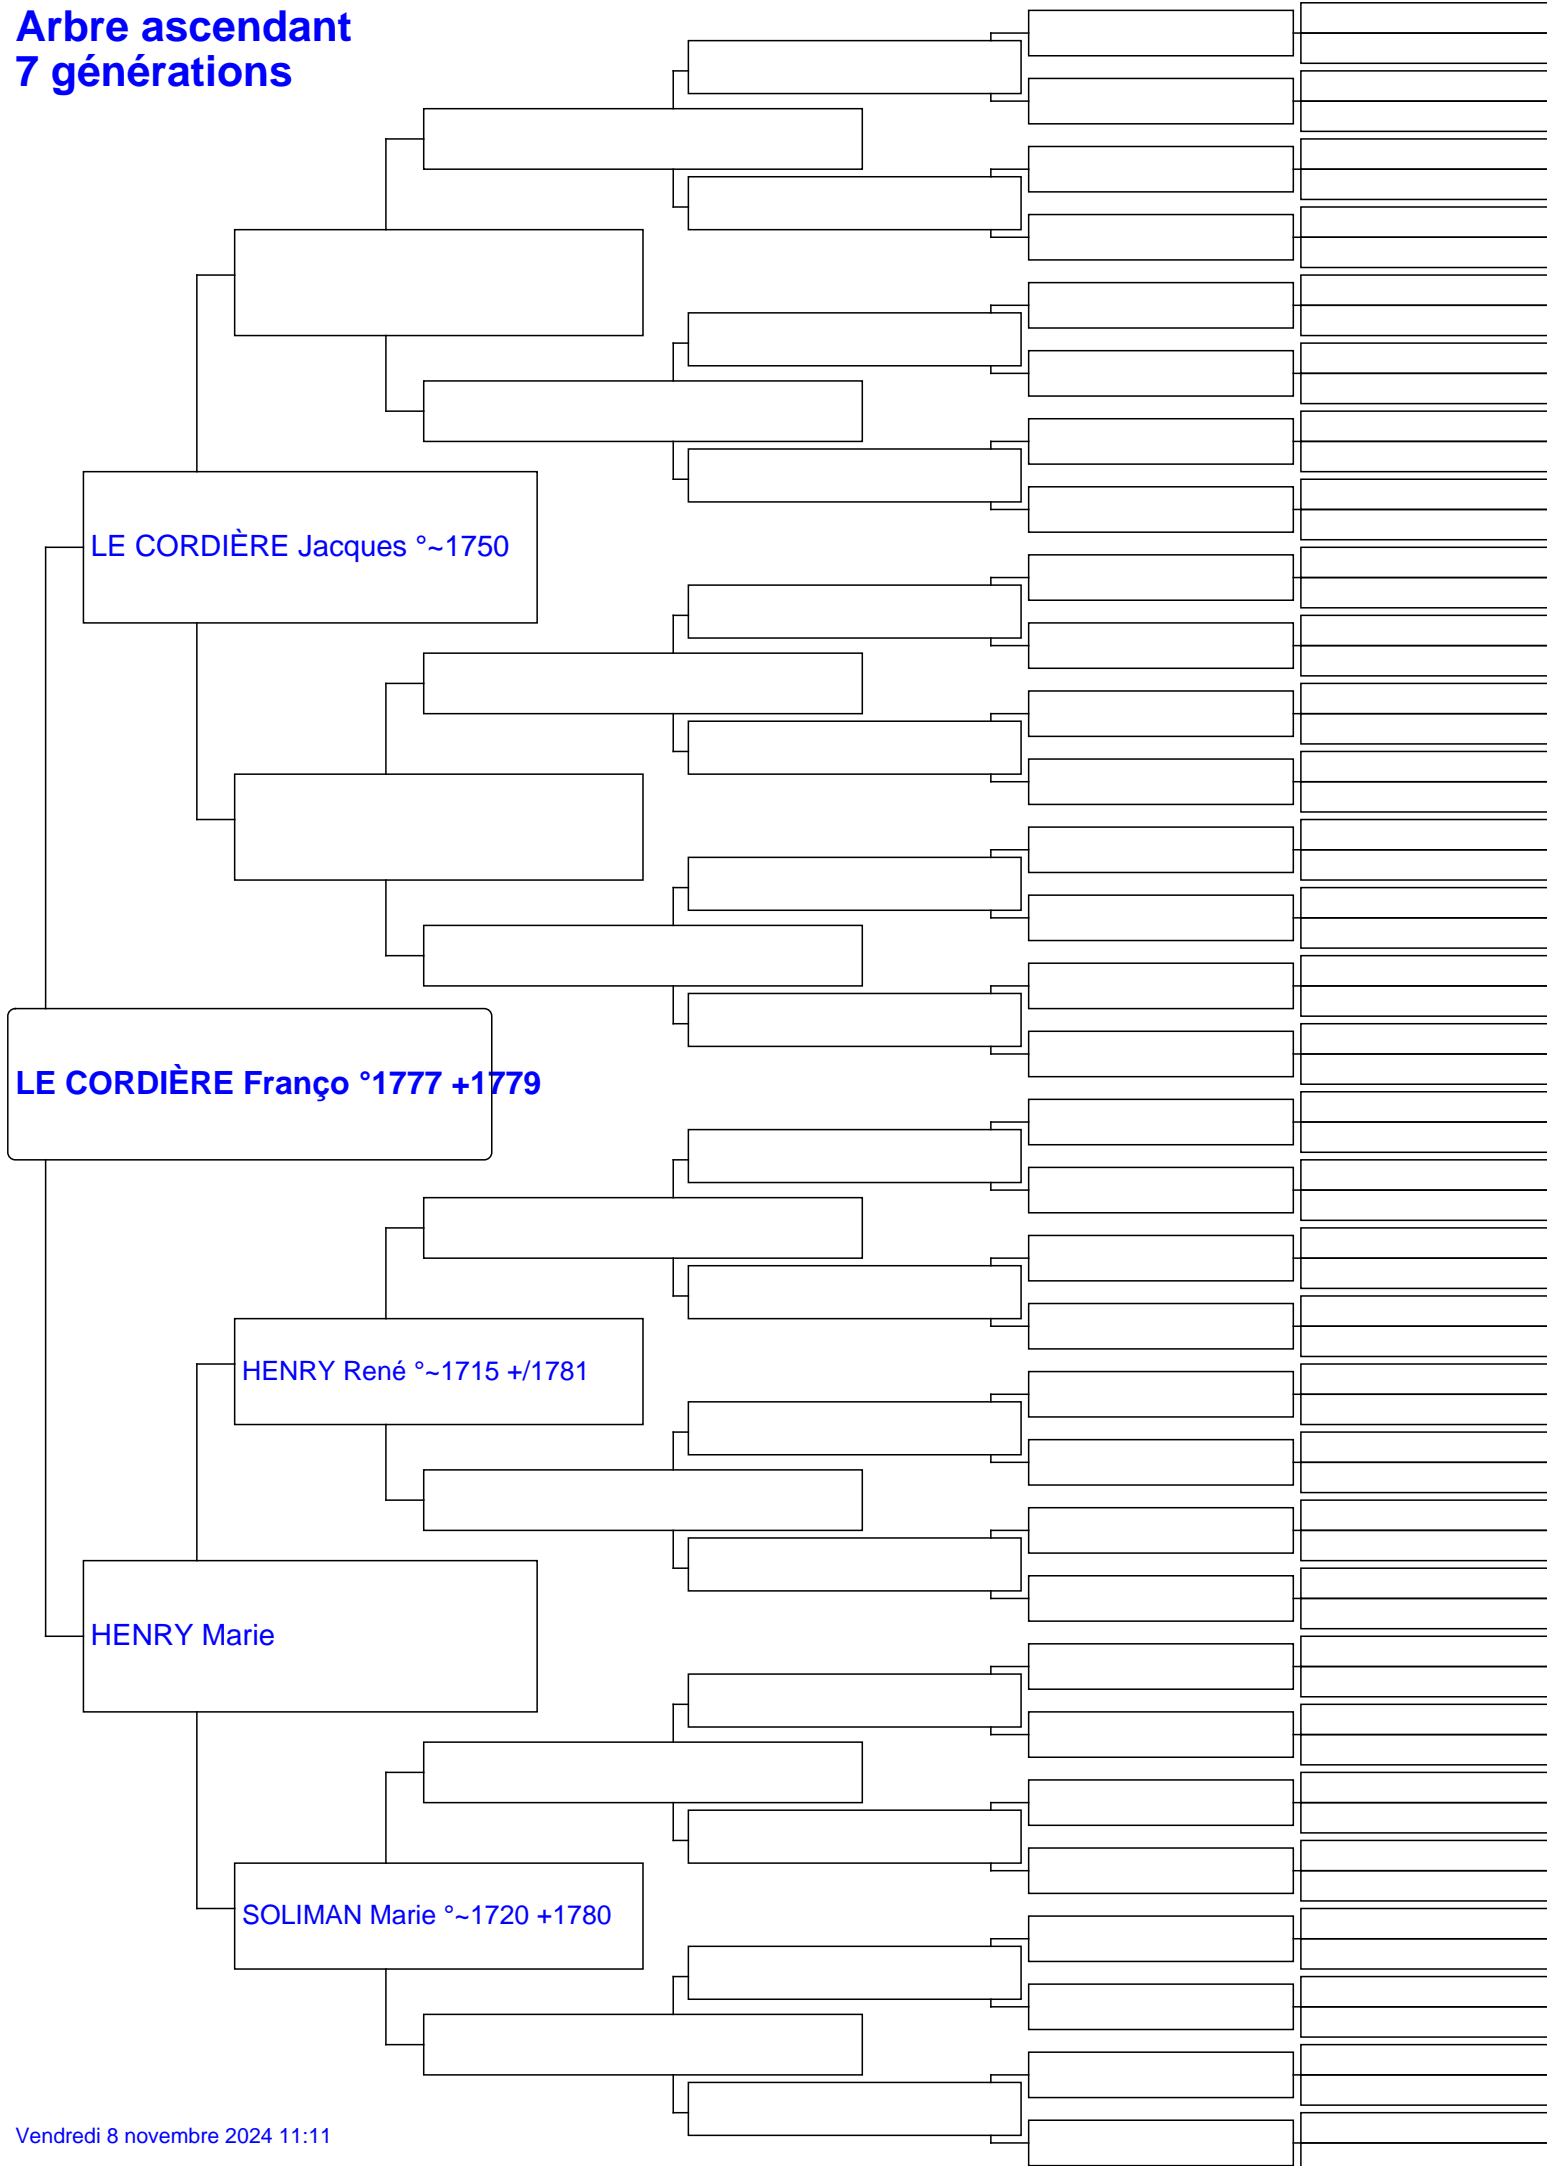 Arbre ascendant
7 générations
LE CORDIÈRE Jacques °~1750
LE CORDIÈRE Franço °1777 +1779
HENRY René °~1715 +/1781
HENRY Marie
SOLIMAN Marie °~1720 +1780
Vendredi 8 novembre 2024 11:11